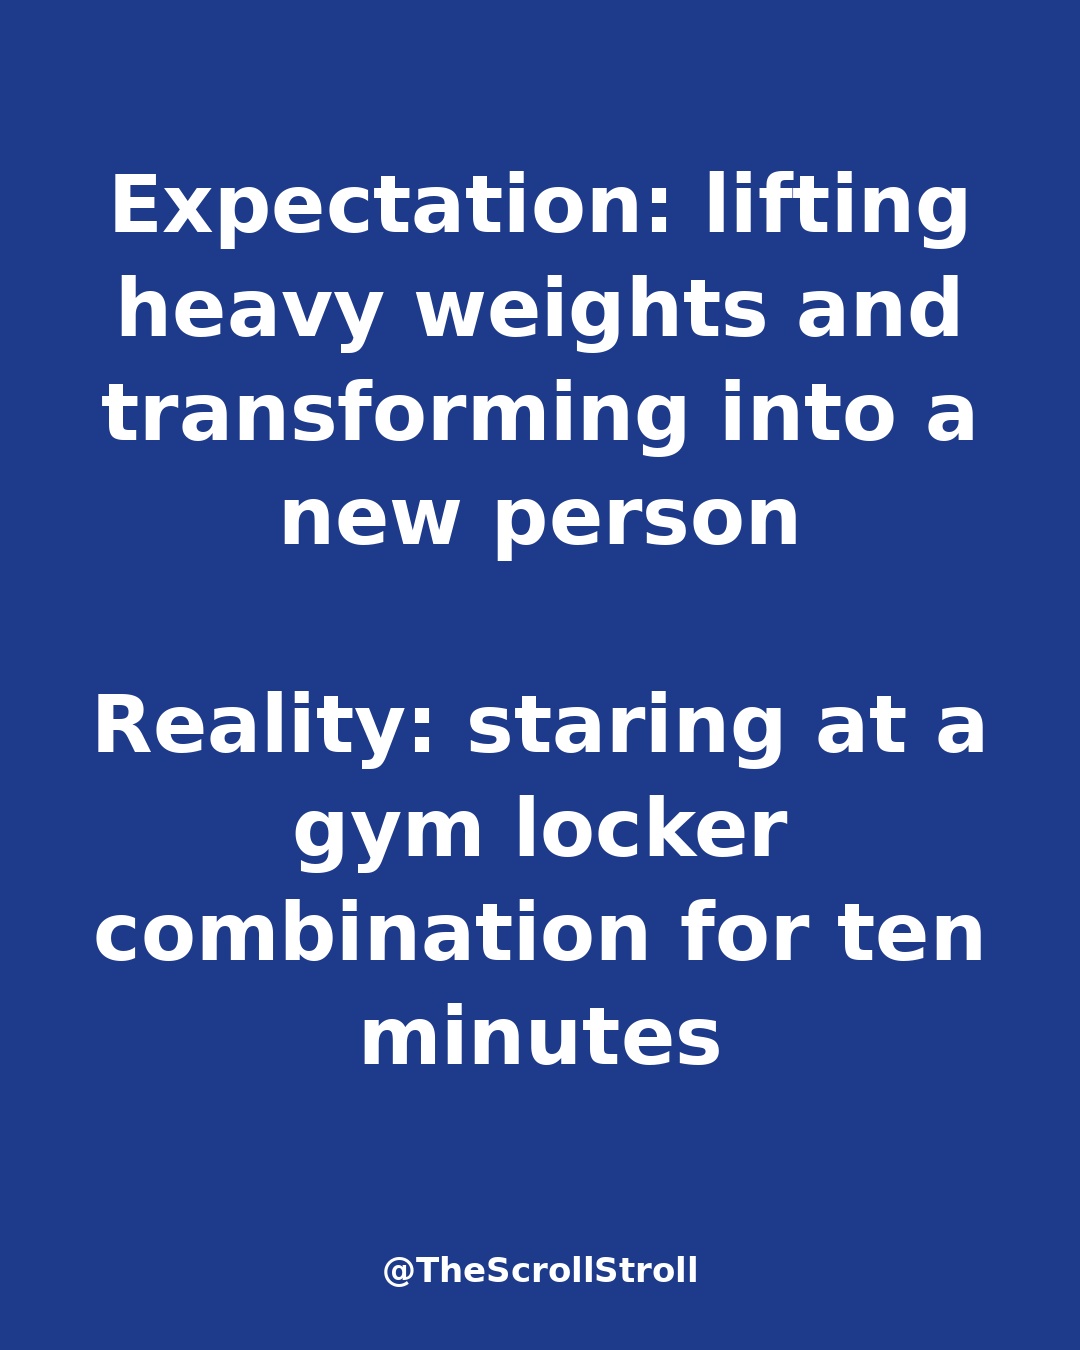 Expectation: lifting
heavy weights and
transforming into a
new person
Reality: staring at a
gym locker
combination for ten
minutes
@TheScrollStroll